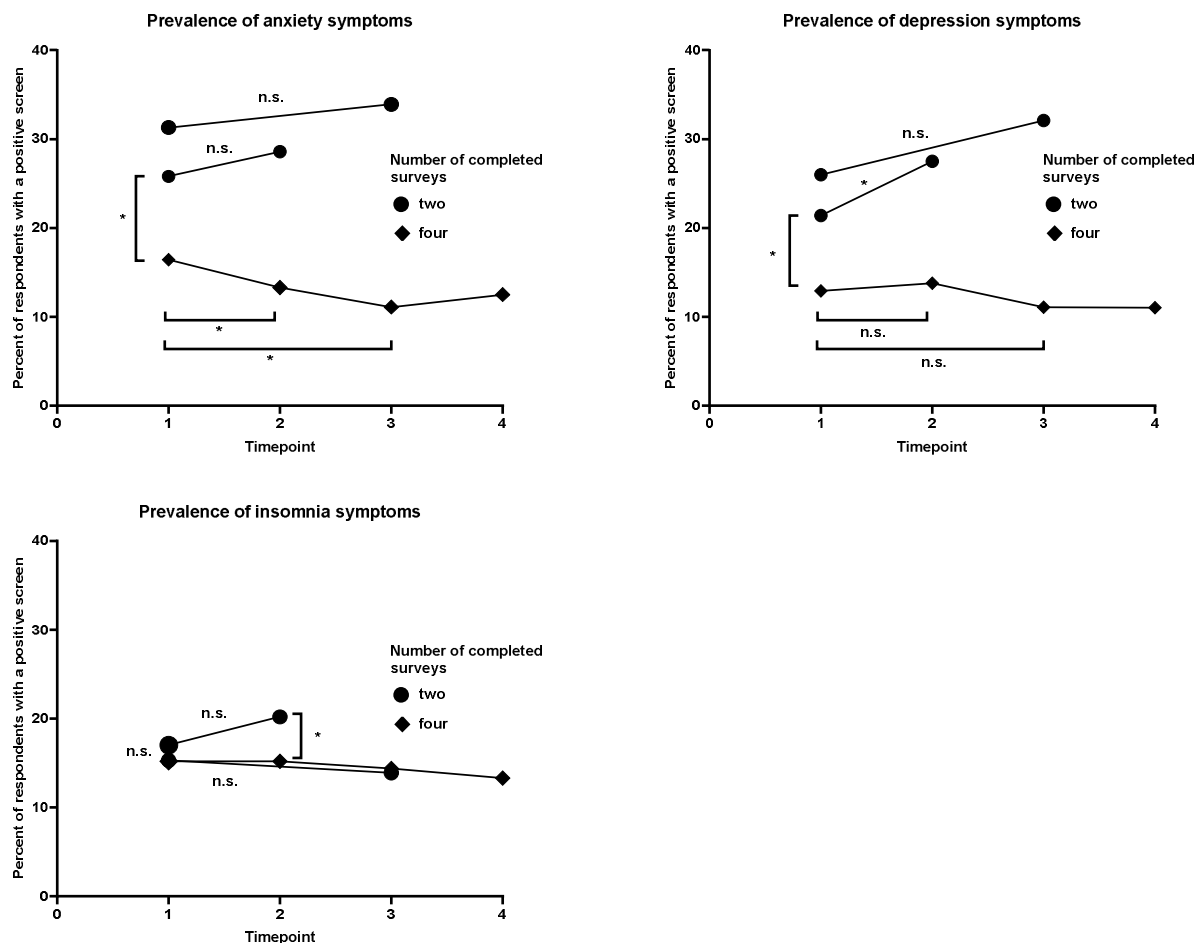 Prevalence of anxiety symptoms
Percent of respondents with a positive screen
40
30
20
10
0
n.s.
n.s.
*
*
*
Number of completed
surveys
two
four
0 1 2 3 4
Timepoint
Prevalence of depression symptoms
Percent of respondents with a positive screen
40
30
20
10
0
n.s.
*
*
n.s.
n.s.
Number of completed
surveys
two
four
0 1 2 3 4
Timepoint
Prevalence of insomnia symptoms
Percent of respondents with a positive screen
40
30
20
10
0
n.s.
*
n.s.
n.s.
Number of completed
surveys
two
four
0 1 2 3 4
Timepoint